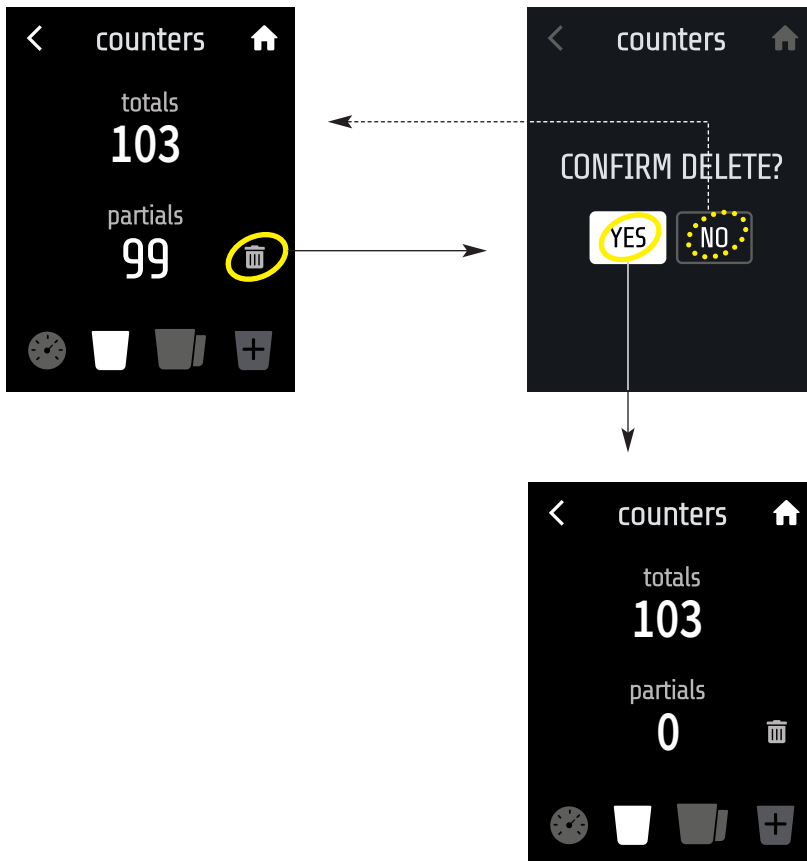 counters
totals
103
partials
99
counters
CONFIRM DELETE?
YES
NO
counters
totals
103
partials
0